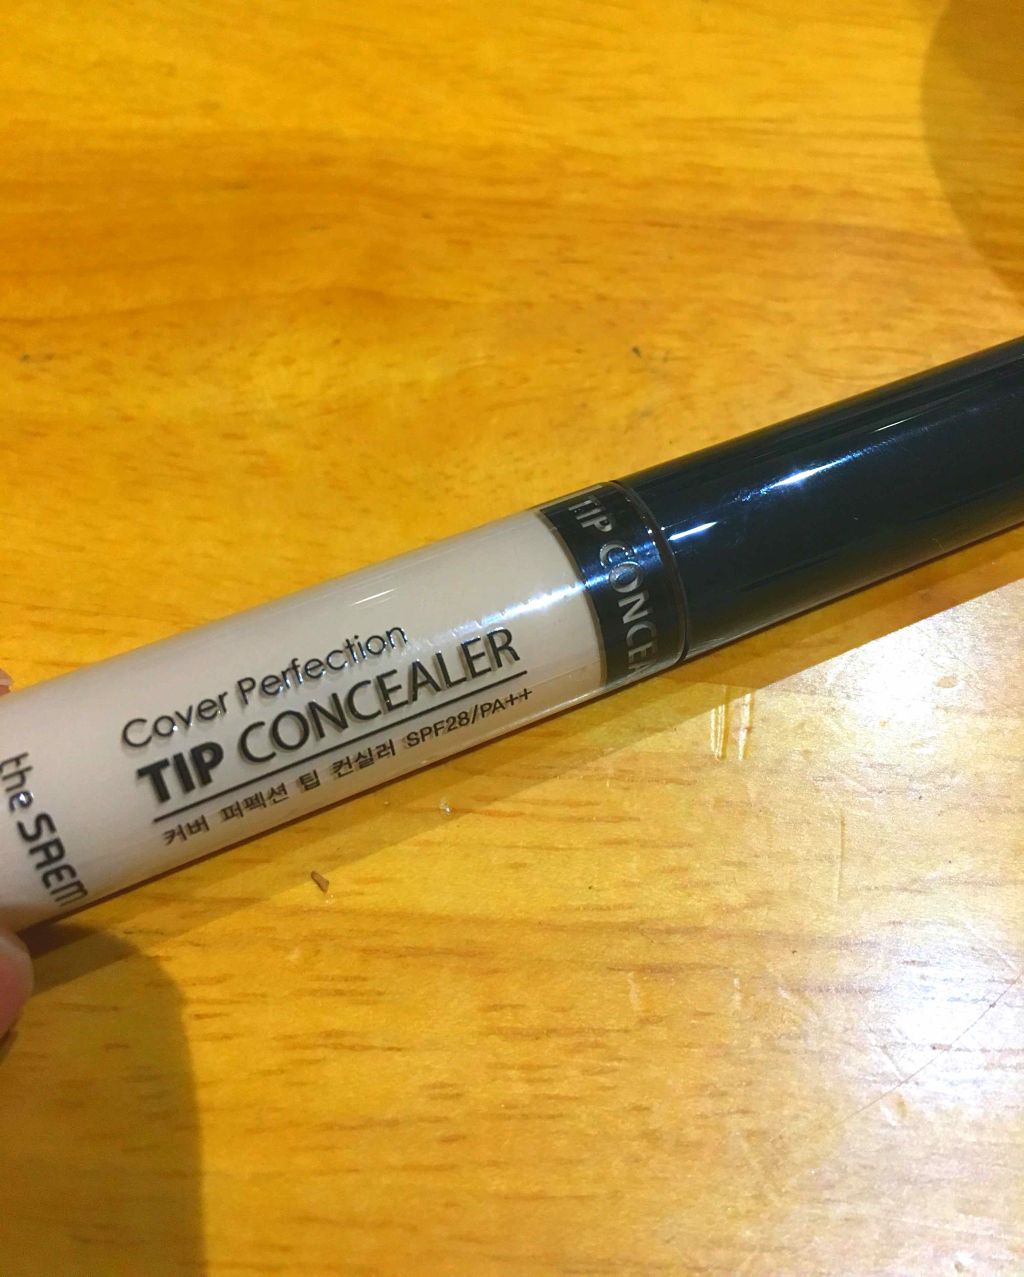 Cover Perfection
TIP CONCEALER
커버 퍼펙션 팁 컨실러 SPF28/PA++
the SAEM
TIP CONCEA